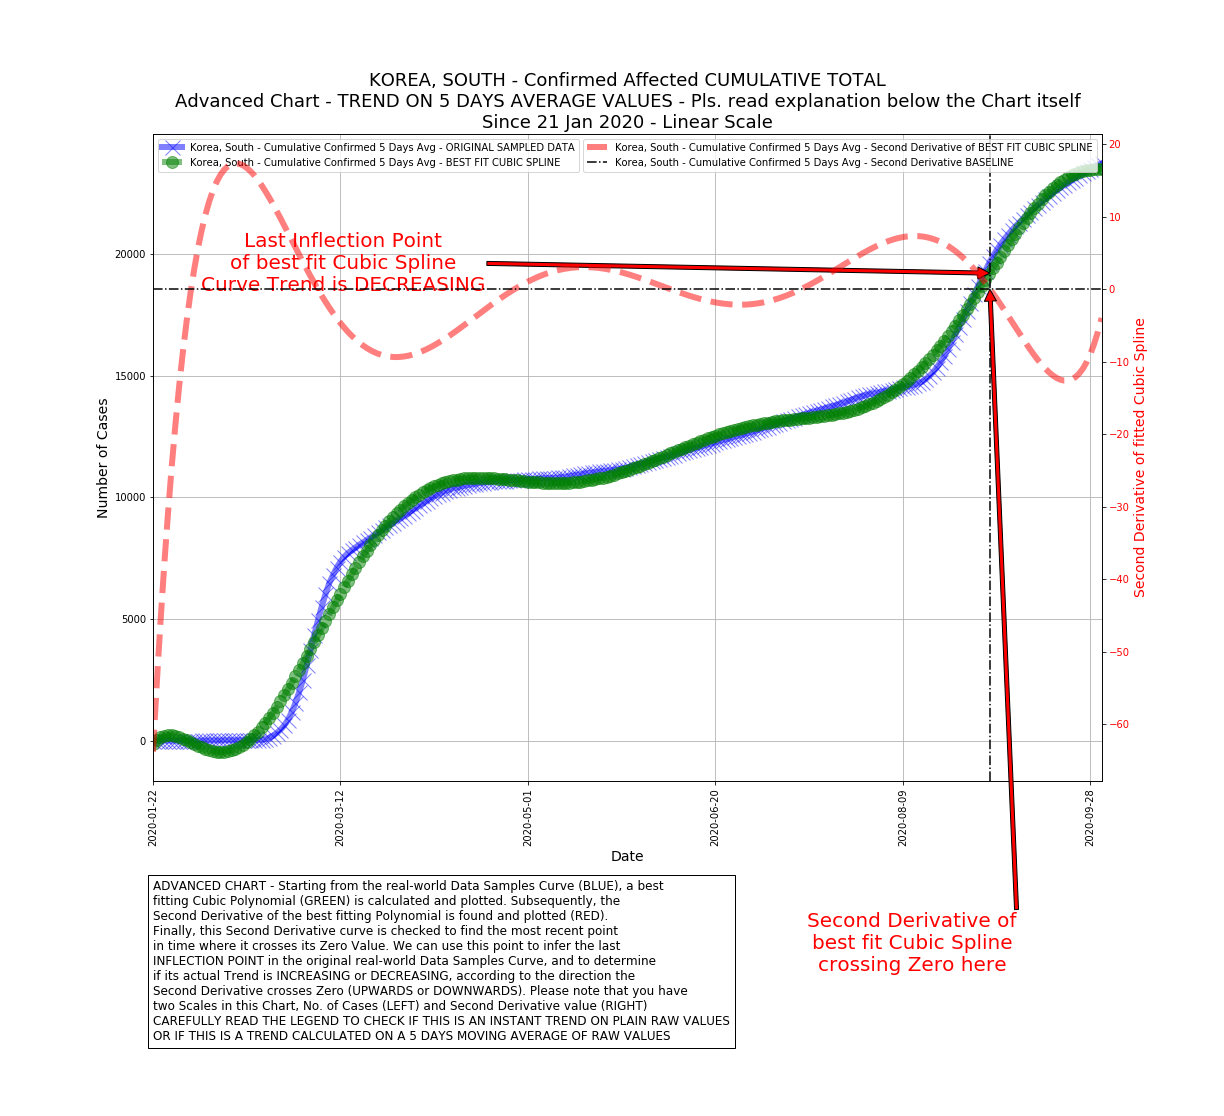 KOREA, SOUTH - Confirmed Affected CUMULATIVE TOTAL
Advanced Chart - TREND ON 5 DAYS AVERAGE VALUES - Pls. read explanation below the Chart itself
Since 21 Jan 2020 - Linear Scale
Korea, South - Cumulative Confirmed 5 Days Avg - ORIGINAL SAMPLED DATA
Korea, South - Cumulative Confirmed 5 Days Avg - BEST FIT CUBIC SPLINE
Korea, South - Cumulative Confirmed 5 Days Avg - Second Derivative of BEST FIT CUBIC SPLINE
Korea, South - Cumulative Confirmed 5 Days Avg - Second Derivative BASELINE
Last Inflection Point
of best fit Cubic Spline
Curve Trend is DECREASING
Number of Cases
20000
15000
10000
5000
0
20
10
0
−10
−20
−30
−40
−50
−60
Second Derivative of fitted Cubic Spline
2020-01-22
2020-03-12
2020-05-01
2020-06-20
2020-08-09
2020-09-28
Date
ADVANCED CHART - Starting from the real-world Data Samples Curve (BLUE), a best
fitting Cubic Polynomial (GREEN) is calculated and plotted. Subsequently, the
Second Derivative of the best fitting Polynomial is found and plotted (RED).
Finally, this Second Derivative curve is checked to find the most recent point
in time where it crosses its Zero Value. We can use this point to infer the last
INFLECTION POINT in the original real-world Data Samples Curve, and to determine
if its actual Trend is INCREASING or DECREASING, according to the direction the
Second Derivative crosses Zero (UPWARDS or DOWNWARDS). Please note that you have
two Scales in this Chart, No. of Cases (LEFT) and Second Derivative value (RIGHT)
CAREFULLY READ THE LEGEND TO CHECK IF THIS IS AN INSTANT TREND ON PLAIN RAW VALUES
OR IF THIS IS A TREND CALCULATED ON A 5 DAYS MOVING AVERAGE OF RAW VALUES
Second Derivative of
best fit Cubic Spline
crossing Zero here